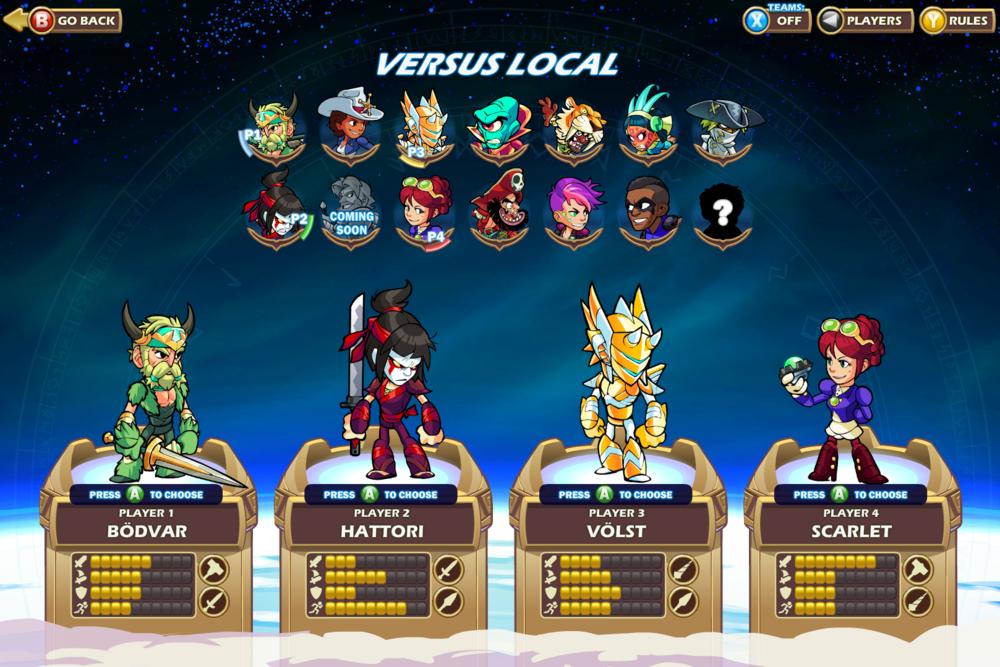 B GO BACK
TEAMS:
X OFF
PLAYERS
Y RULES
VERSUS LOCAL
P1
P3
P2
COMING
SOON
P4
?
PRESS A TO CHOOSE
PLAYER 1
BÖDVAR
PRESS A TO CHOOSE
PLAYER 2
HATTORI
PRESS A TO CHOOSE
PLAYER 3
VÖLST
PRESS A TO CHOOSE
PLAYER 4
SCARLET